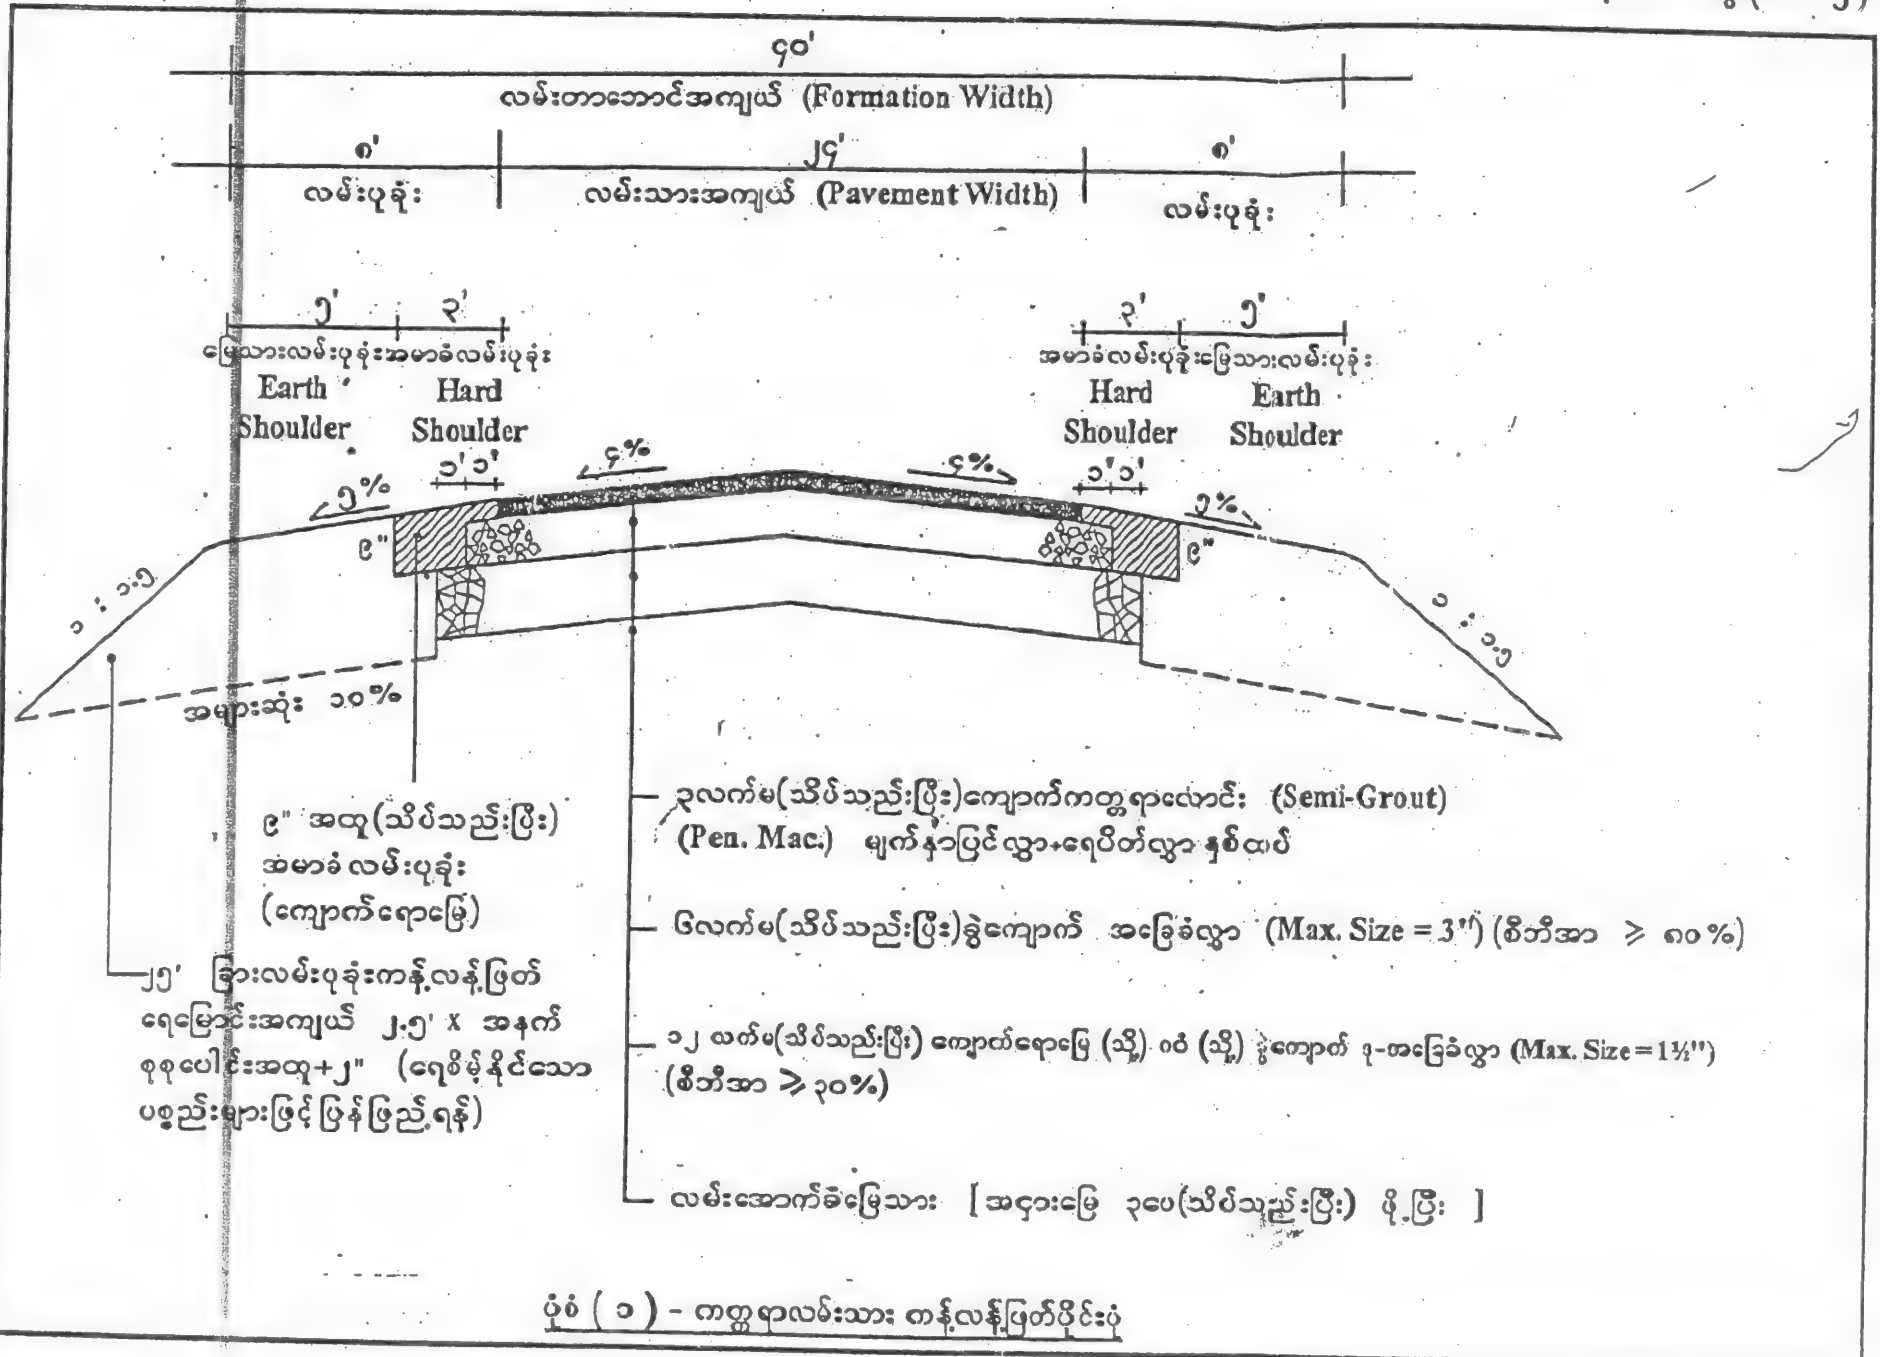 ၄၀'
လမ်းတာဘောင်အကျယ် (Formation Width)
၈' ၂၄' ၈'
လမ်းပုခုံး လမ်းသားအကျယ် (Pavement Width) လမ်းပုခုံး
၅' ၃' ၃' ၅'
မြေသားလမ်းပုခုံး အမာခံလမ်းပုခုံး အမာခံလမ်းပုခုံး မြေသားလမ်းပုခုံး
Earth Hard Hard Earth
Shoulder Shoulder Shoulder Shoulder
၅% ၁' ၁' ၄% ၄% ၁' ၁' ၅%
၉" ၉"
၁ : ၁.၅ ၁ : ၁.၅
အများဆုံး ၁၀%
၉" အထူ(သိပ်သည်းပြီး)
အမာခံလမ်းပုခုံး
(ကျောက်ရောမြေ)
၂၅' ခြားလမ်းပုခုံးကန့်လန့်ဖြတ်
ရေမြောင်းအကျယ် ၂.၅' X အနက်
စုစုပေါင်းအထူ+၂" (ရေစိမ့်နိုင်သော
ပစ္စည်းများဖြင့် ပြန်ဖြည့်ရန်)
၃လက်မ(သိပ်သည်းပြီး)ကျောက်ကတ္တရာလောင်း (Semi-Grout)
(Pen. Mac.) မျက်နှာပြင်လွှာ+ရေပိတ်လွှာ နှစ်ထပ်
၆လက်မ(သိပ်သည်းပြီး)ခွဲကျောက် အခြေခံလွှာ (Max. Size = 3") (စီဘီအာ ≥ ၈၀%)
၁၂ လက်မ(သိပ်သည်းပြီး) ကျောက်ရောမြေ (သို့) ဂဝံ (သို့) ခွဲကျောက် ဒု-အခြေခံလွှာ (Max. Size=1½")
(စီဘီအာ ≥ ၃၀%)
လမ်းအောက်ခံမြေသား [ အငှားမြေ ၃ပေ(သိပ်သည်းပြီး) ဖို့ပြီး ]
ပုံစံ ( ၁ ) - ကတ္တရာလမ်းသား ကန့်လန့်ဖြတ်ပိုင်းပုံ